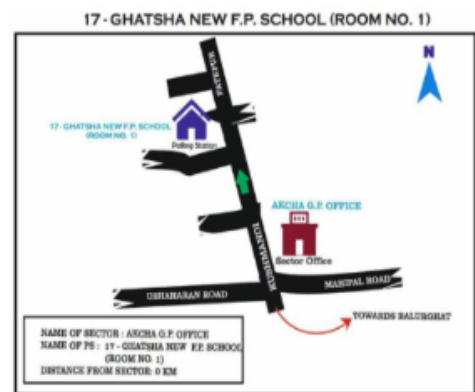 17 - GHATSHA NEW F.P. SCHOOL (ROOM NO. 1)
N
FATEPUR
17 - GHATSHA NEW F.P. SCHOOL
(ROOM NO. 1)
Polling Station
AKCHA G.P. OFFICE
Sector Office
KUSHMANDI
MAHIPAL ROAD
USHAHARAN ROAD
TOWARDS BALURGHAT
NAME OF SECTOR : AKCHA G.P. OFFICE
NAME OF PS : 17 - GHATSHA NEW F.P. SCHOOL
(ROOM NO. 1)
DISTANCE FROM SECTOR: 0 KM